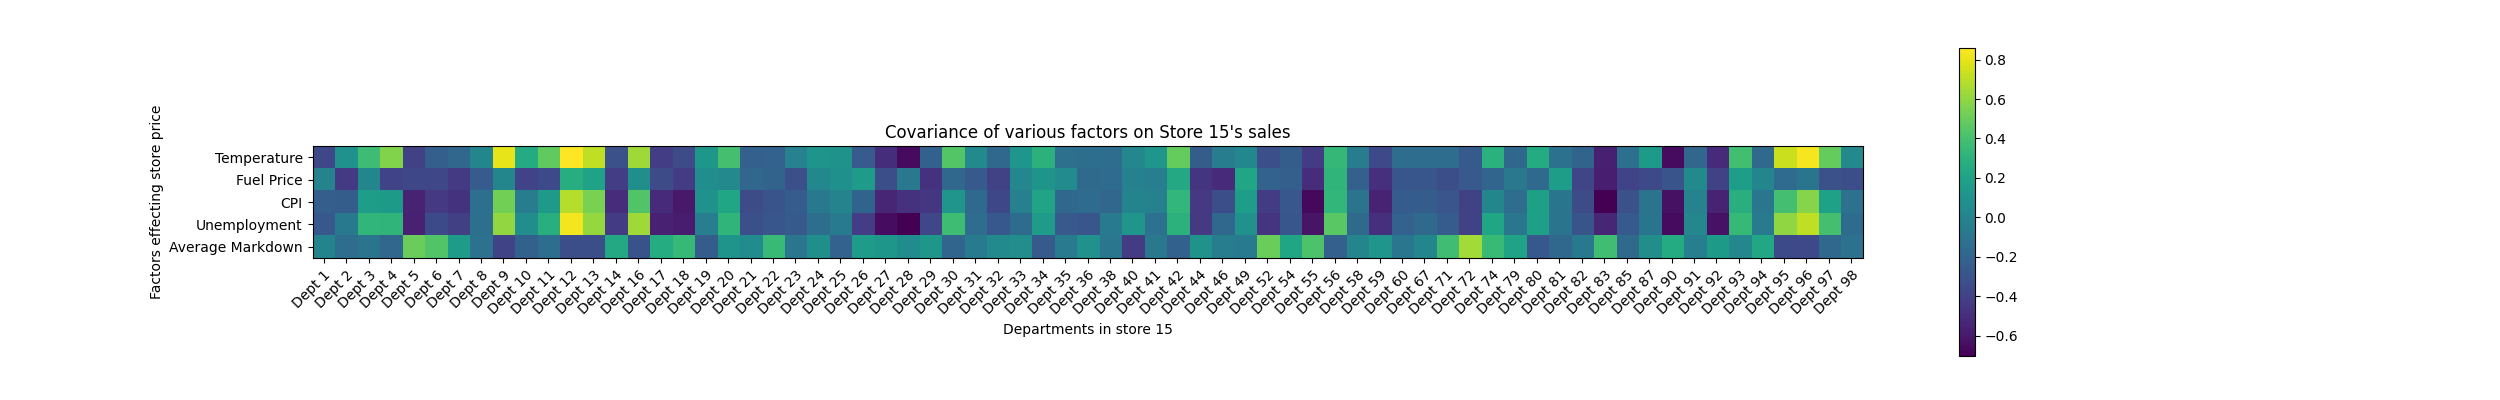 Covariance of various factors on Store 15's sales
Factors effecting store price
Temperature
Fuel Price
CPI
Unemployment
Average Markdown
Dept 1
Dept 2
Dept 3
Dept 4
Dept 5
Dept 6
Dept 7
Dept 8
Dept 9
Dept 10
Dept 11
Dept 12
Dept 13
Dept 14
Dept 16
Dept 17
Dept 18
Dept 19
Dept 20
Dept 21
Dept 22
Dept 23
Dept 24
Dept 25
Dept 26
Dept 27
Dept 28
Dept 29
Dept 30
Dept 31
Dept 32
Dept 33
Dept 34
Dept 35
Dept 36
Dept 38
Dept 40
Dept 41
Dept 42
Dept 44
Dept 46
Dept 49
Dept 52
Dept 54
Dept 55
Dept 56
Dept 58
Dept 59
Dept 60
Dept 67
Dept 71
Dept 72
Dept 74
Dept 79
Dept 80
Dept 81
Dept 82
Dept 83
Dept 85
Dept 87
Dept 90
Dept 91
Dept 92
Dept 93
Dept 94
Dept 95
Dept 96
Dept 97
Dept 98
Departments in store 15
0.8
0.6
0.4
0.2
0.0
−0.2
−0.4
−0.6